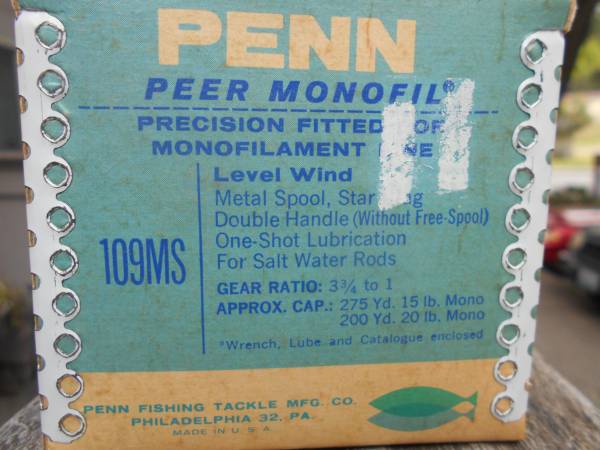 PENN
PEER MONOFIL®
PRECISION FITTED
MONOFILAMENT
Level Wind
Metal Spool, Star
Double Handle (Without Free-Spool)
109MS
One-Shot Lubrication
For Salt Water Rods
GEAR RATIO: 3¾ to 1
APPROX. CAP.: 275 Yd. 15 lb. Mono
200 Yd. 20 lb. Mono
*Wrench, Lube and Catalogue enclosed
PENN FISHING TACKLE MFG. CO.
PHILADELPHIA 32, PA.
MADE IN U.S.A.